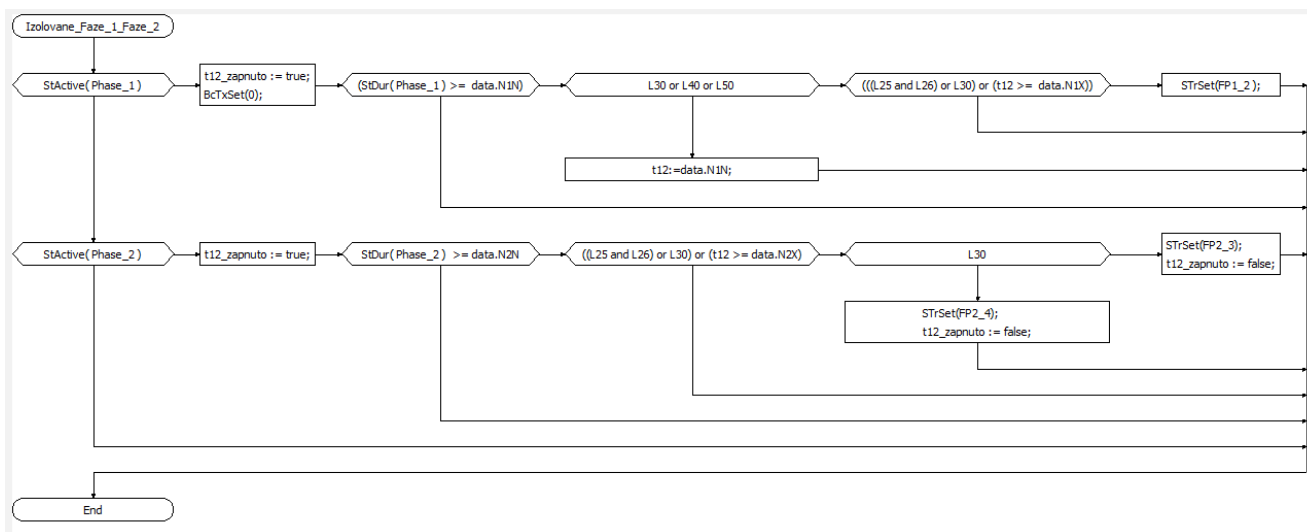 Izolovane_Faze_1_Faze_2
StActive( Phase_1 )
t12_zapnuto := true;
BcTxSet(0);
(StDur( Phase_1 ) >= data.N1N)
L30 or L40 or L50
(((L25 and L26) or L30) or (t12 >= data.N1X))
STrSet(FP1_2 );
t12:=data.N1N;
StActive( Phase_2 )
t12_zapnuto := true;
StDur( Phase_2 ) >= data.N2N
((L25 and L26) or L30) or (t12 >= data.N2X)
L30
STrSet(FP2_3);
t12_zapnuto := false;
STrSet(FP2_4);
t12_zapnuto := false;
End